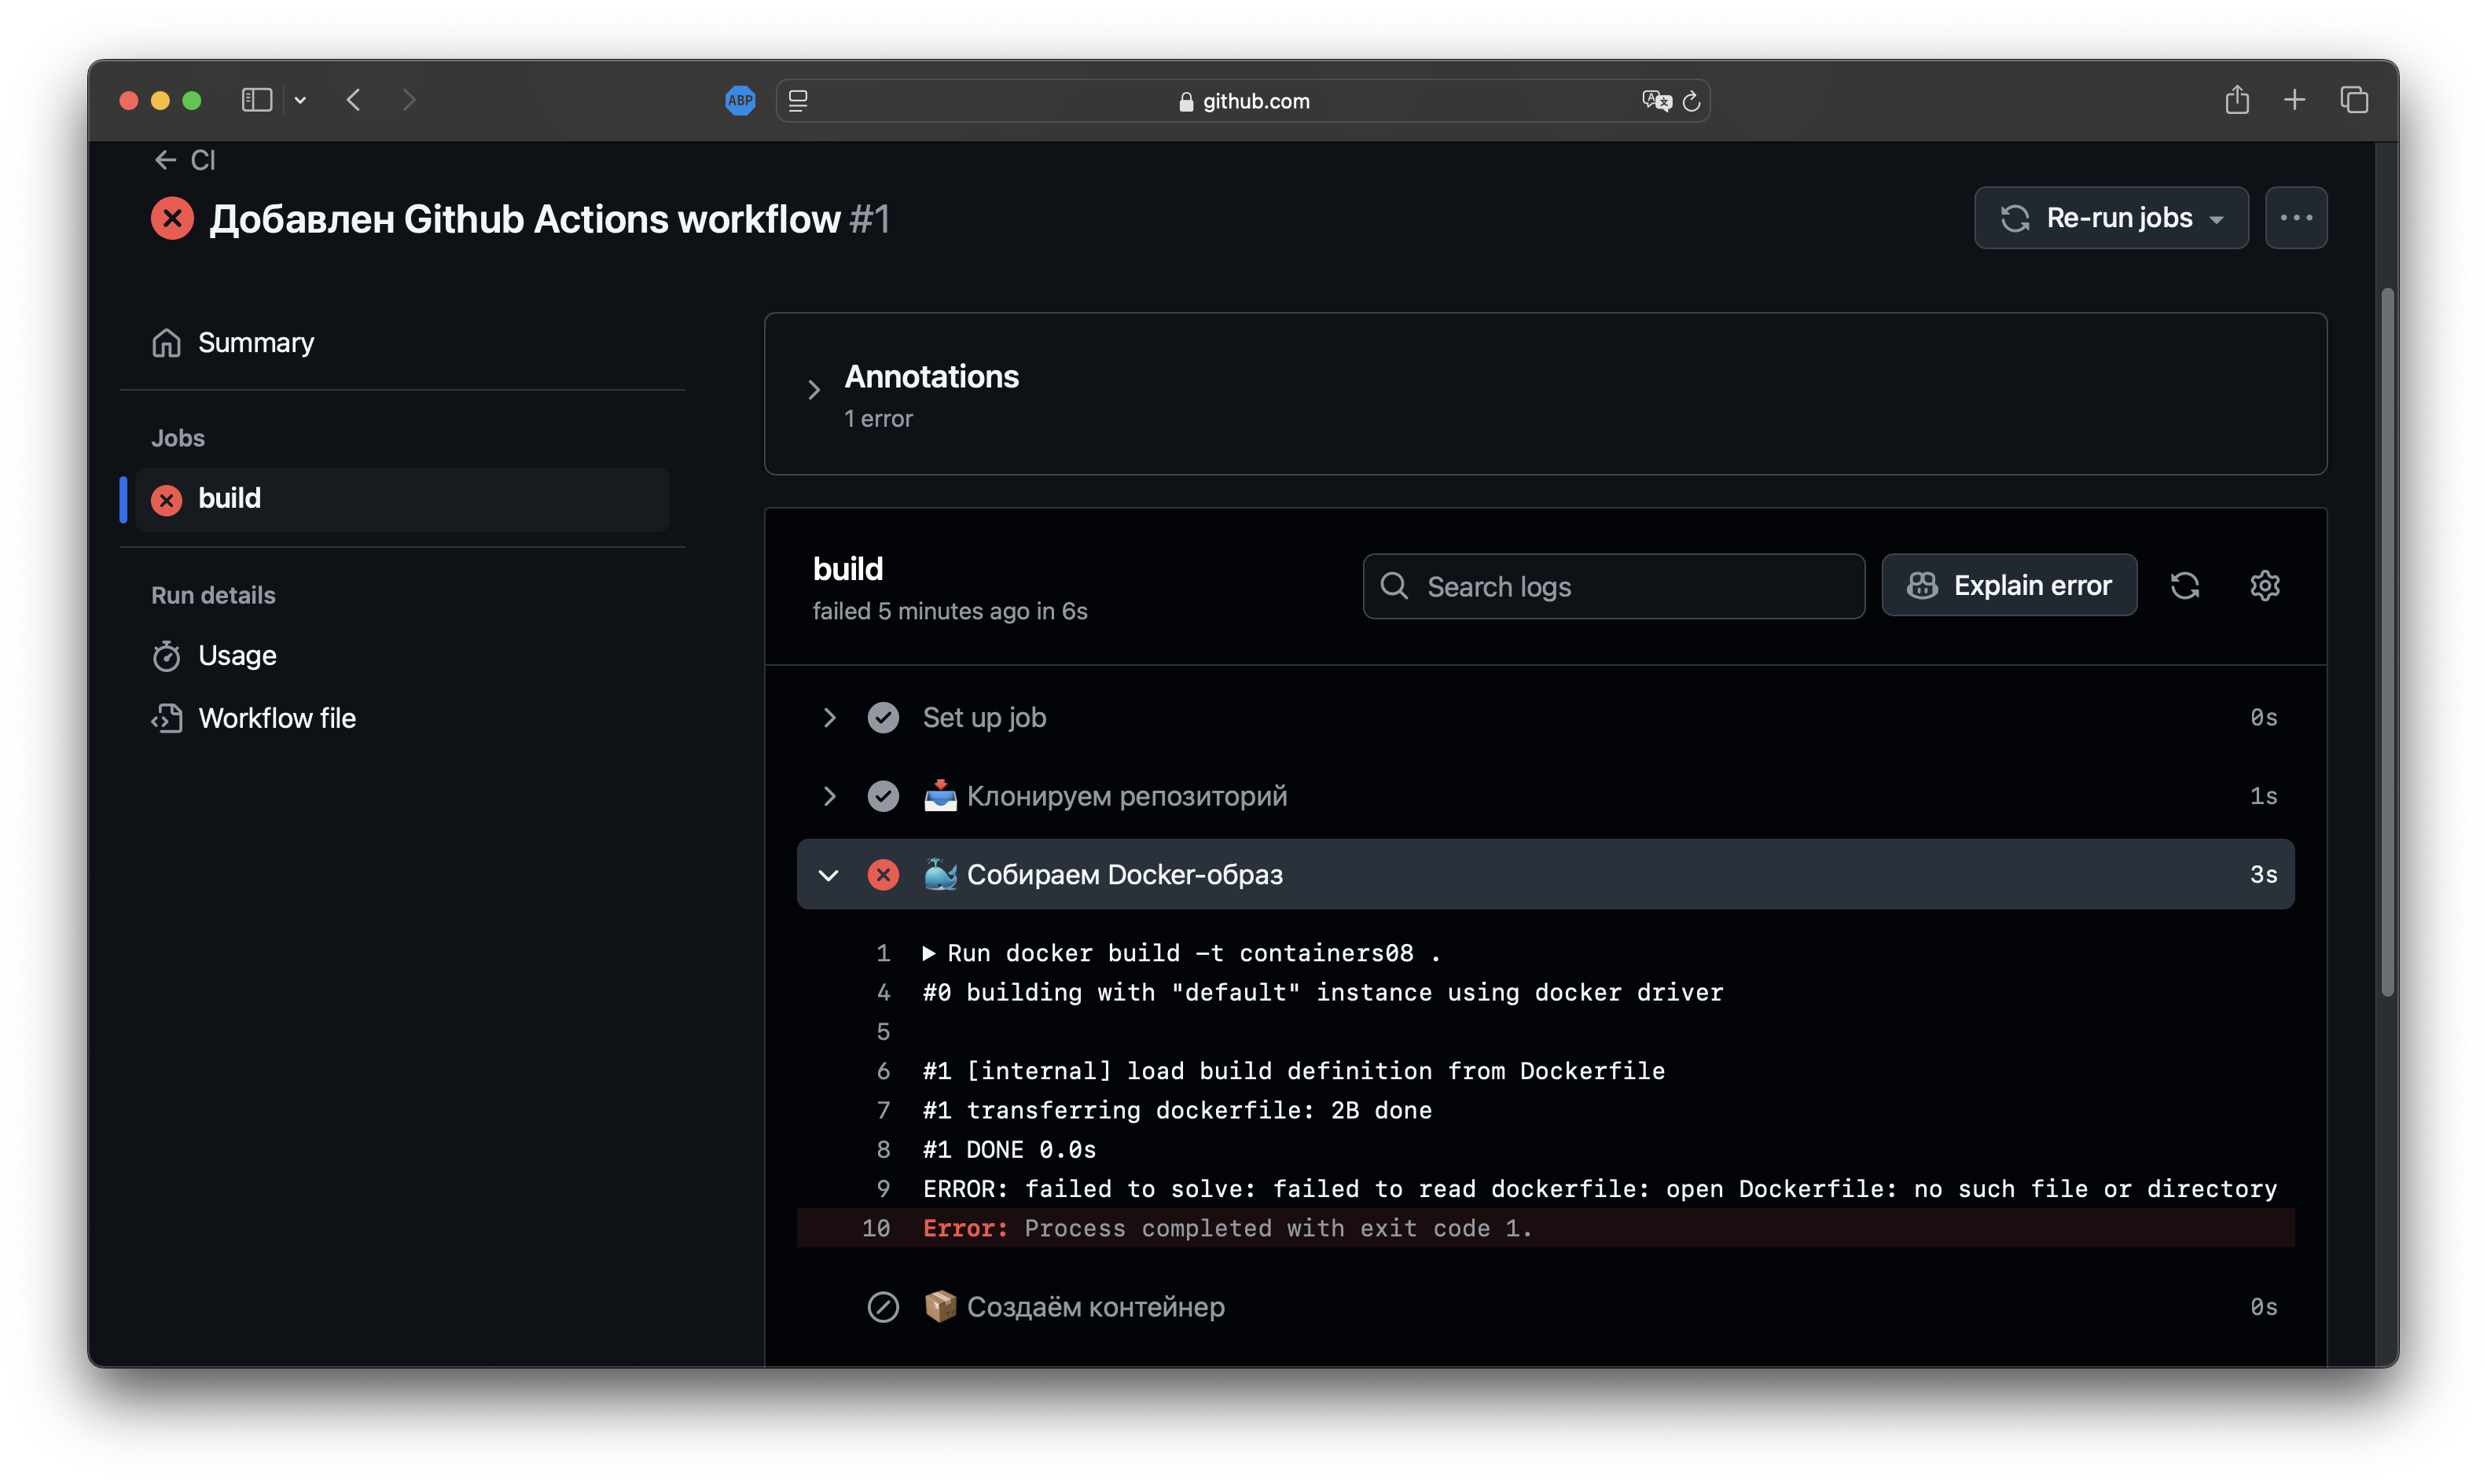 ABP
github.com
CI
Добавлен Github Actions workflow #1
Re-run jobs
Summary
Jobs
build
Run details
Usage
Workflow file
Annotations
1 error
build
failed 5 minutes ago in 6s
Search logs
Explain error
Set up job 0s
Клонируем репозиторий 1s
Собираем Docker-образ 3s
1 Run docker build -t containers08 .
4 #0 building with "default" instance using docker driver
5
6 #1 [internal] load build definition from Dockerfile
7 #1 transferring dockerfile: 2B done
8 #1 DONE 0.0s
9 ERROR: failed to solve: failed to read dockerfile: open Dockerfile: no such file or directory
10 Error: Process completed with exit code 1.
Создаём контейнер 0s